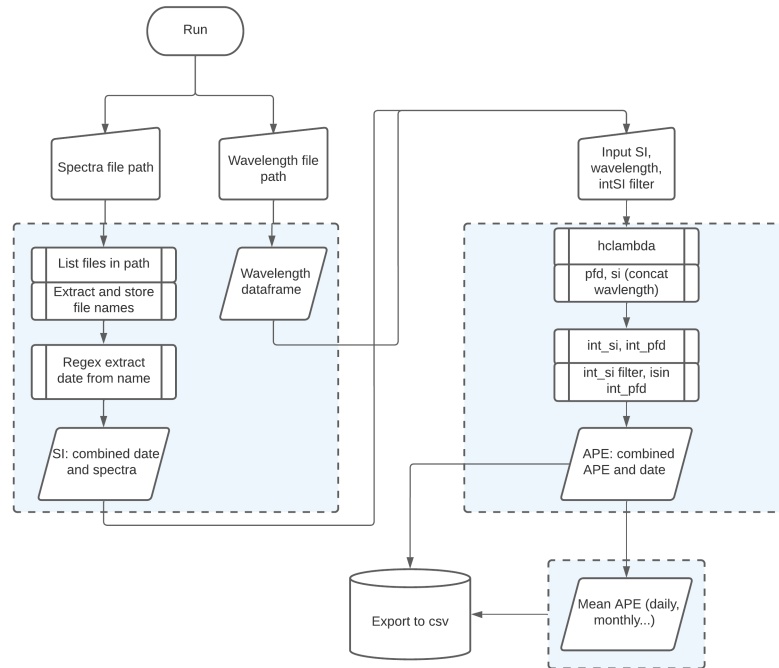 Run
Spectra file path
Wavelength file
path
Input SI,
wavelength,
intSI filter
List files in path
Extract and store
file names
Regex extract
date from name
SI: combined date
and spectra
Wavelength
dataframe
hclambda
pfd, si (concat
wavlength)
int_si, int_pfd
int_si filter, isin
int_pfd
APE: combined
APE and date
Export to csv
Mean APE (daily,
monthly...)